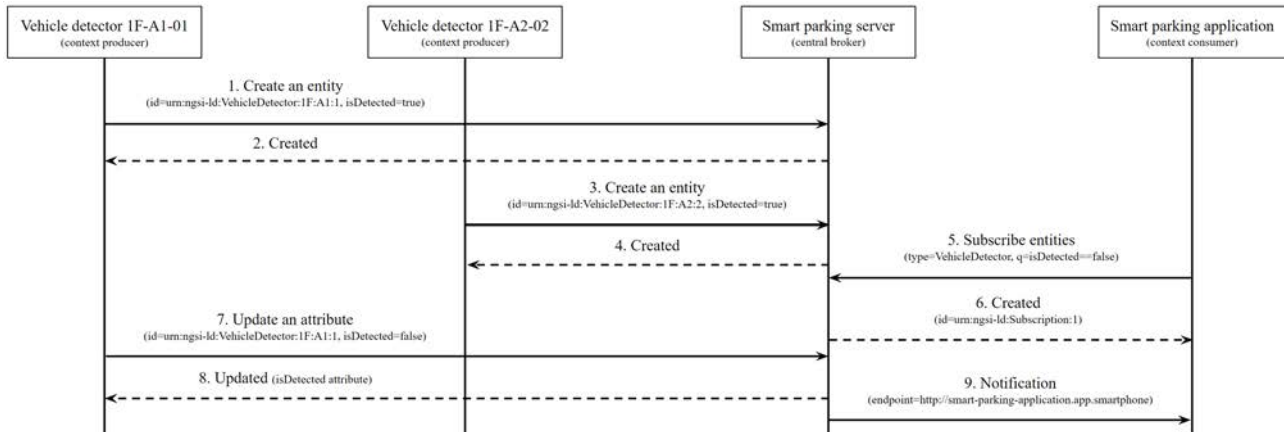 Vehicle detector 1F-A1-01
(context producer)
Vehicle detector 1F-A2-02
(context producer)
Smart parking server
(central broker)
Smart parking application
(context consumer)
1. Create an entity
(id=urn:ngsi-ld:VehicleDetector:1F:A1:1, isDetected=true)
2. Created
3. Create an entity
(id=urn:ngsi-ld:VehicleDetector:1F:A2:2, isDetected=true)
4. Created
5. Subscribe entities
(type=VehicleDetector, q=isDetected==false)
6. Created
(id=urn:ngsi-ld:Subscription:1)
7. Update an attribute
(id=urn:ngsi-ld:VehicleDetector:1F:A1:1, isDetected=false)
8. Updated (isDetected attribute)
9. Notification
(endpoint=http://smart-parking-application.app.smartphone)